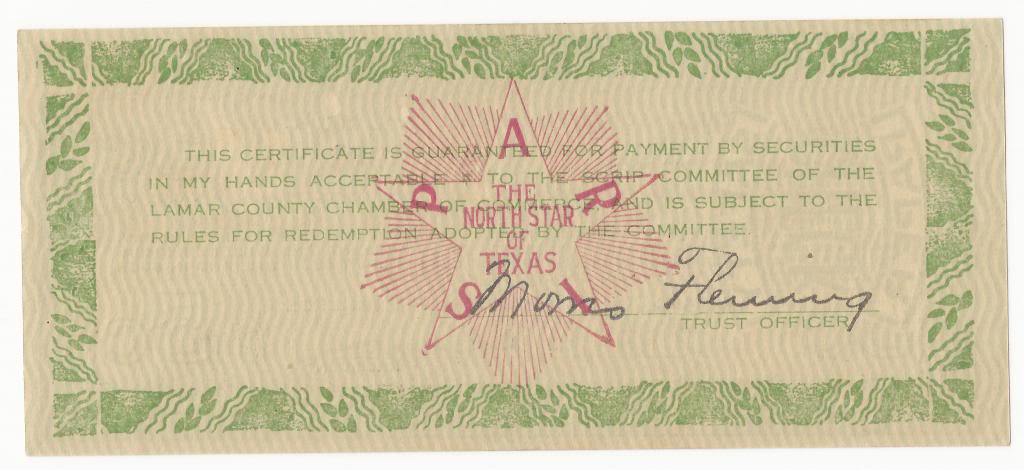 THIS CERTIFICATE IS GUARANTEED FOR PAYMENT BY SECURITIES
IN MY HANDS ACCEPTABLE TO THE SCRIP COMMITTEE OF THE
LAMAR COUNTY CHAMBER OF COMMERCE, AND IS SUBJECT TO THE
RULES FOR REDEMPTION ADOPTED BY THE COMMITTEE.
PARIS
THE
NORTH STAR
OF
TEXAS
Morris Fleming
TRUST OFFICER